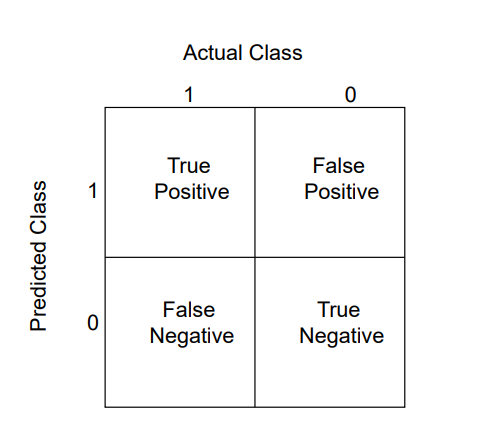 Actual Class
1 0
Predicted Class
1
True
Positive
False
Positive
0
False
Negative
True
Negative